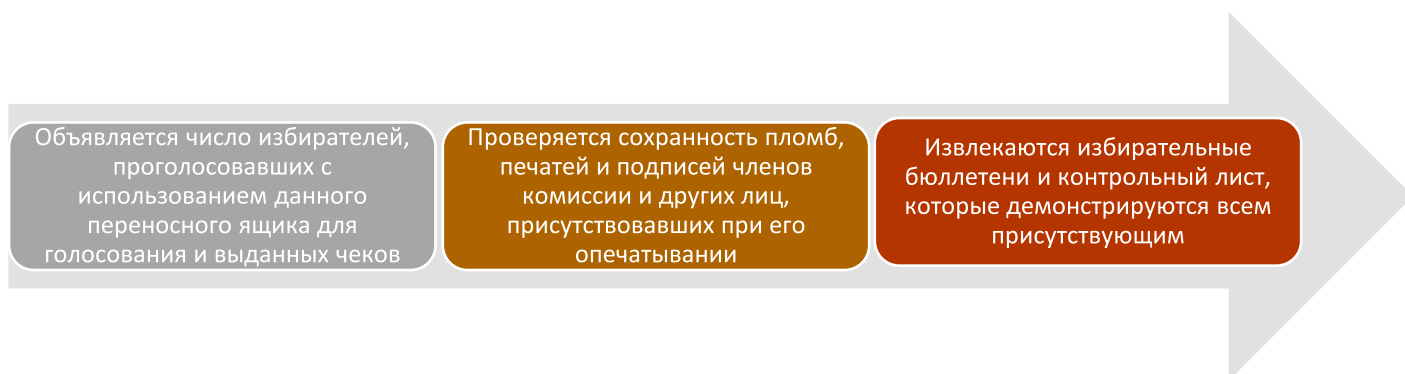 Объявляется число избирателей,
проголосовавших с
использованием данного
переносного ящика для
голосования и выданных чеков
Проверяется сохранность пломб,
печатей и подписей членов
комиссии и других лиц,
присутствовавших при его
опечатывании
Извлекаются избирательные
бюллетени и контрольный лист,
которые демонстрируются всем
присутствующим